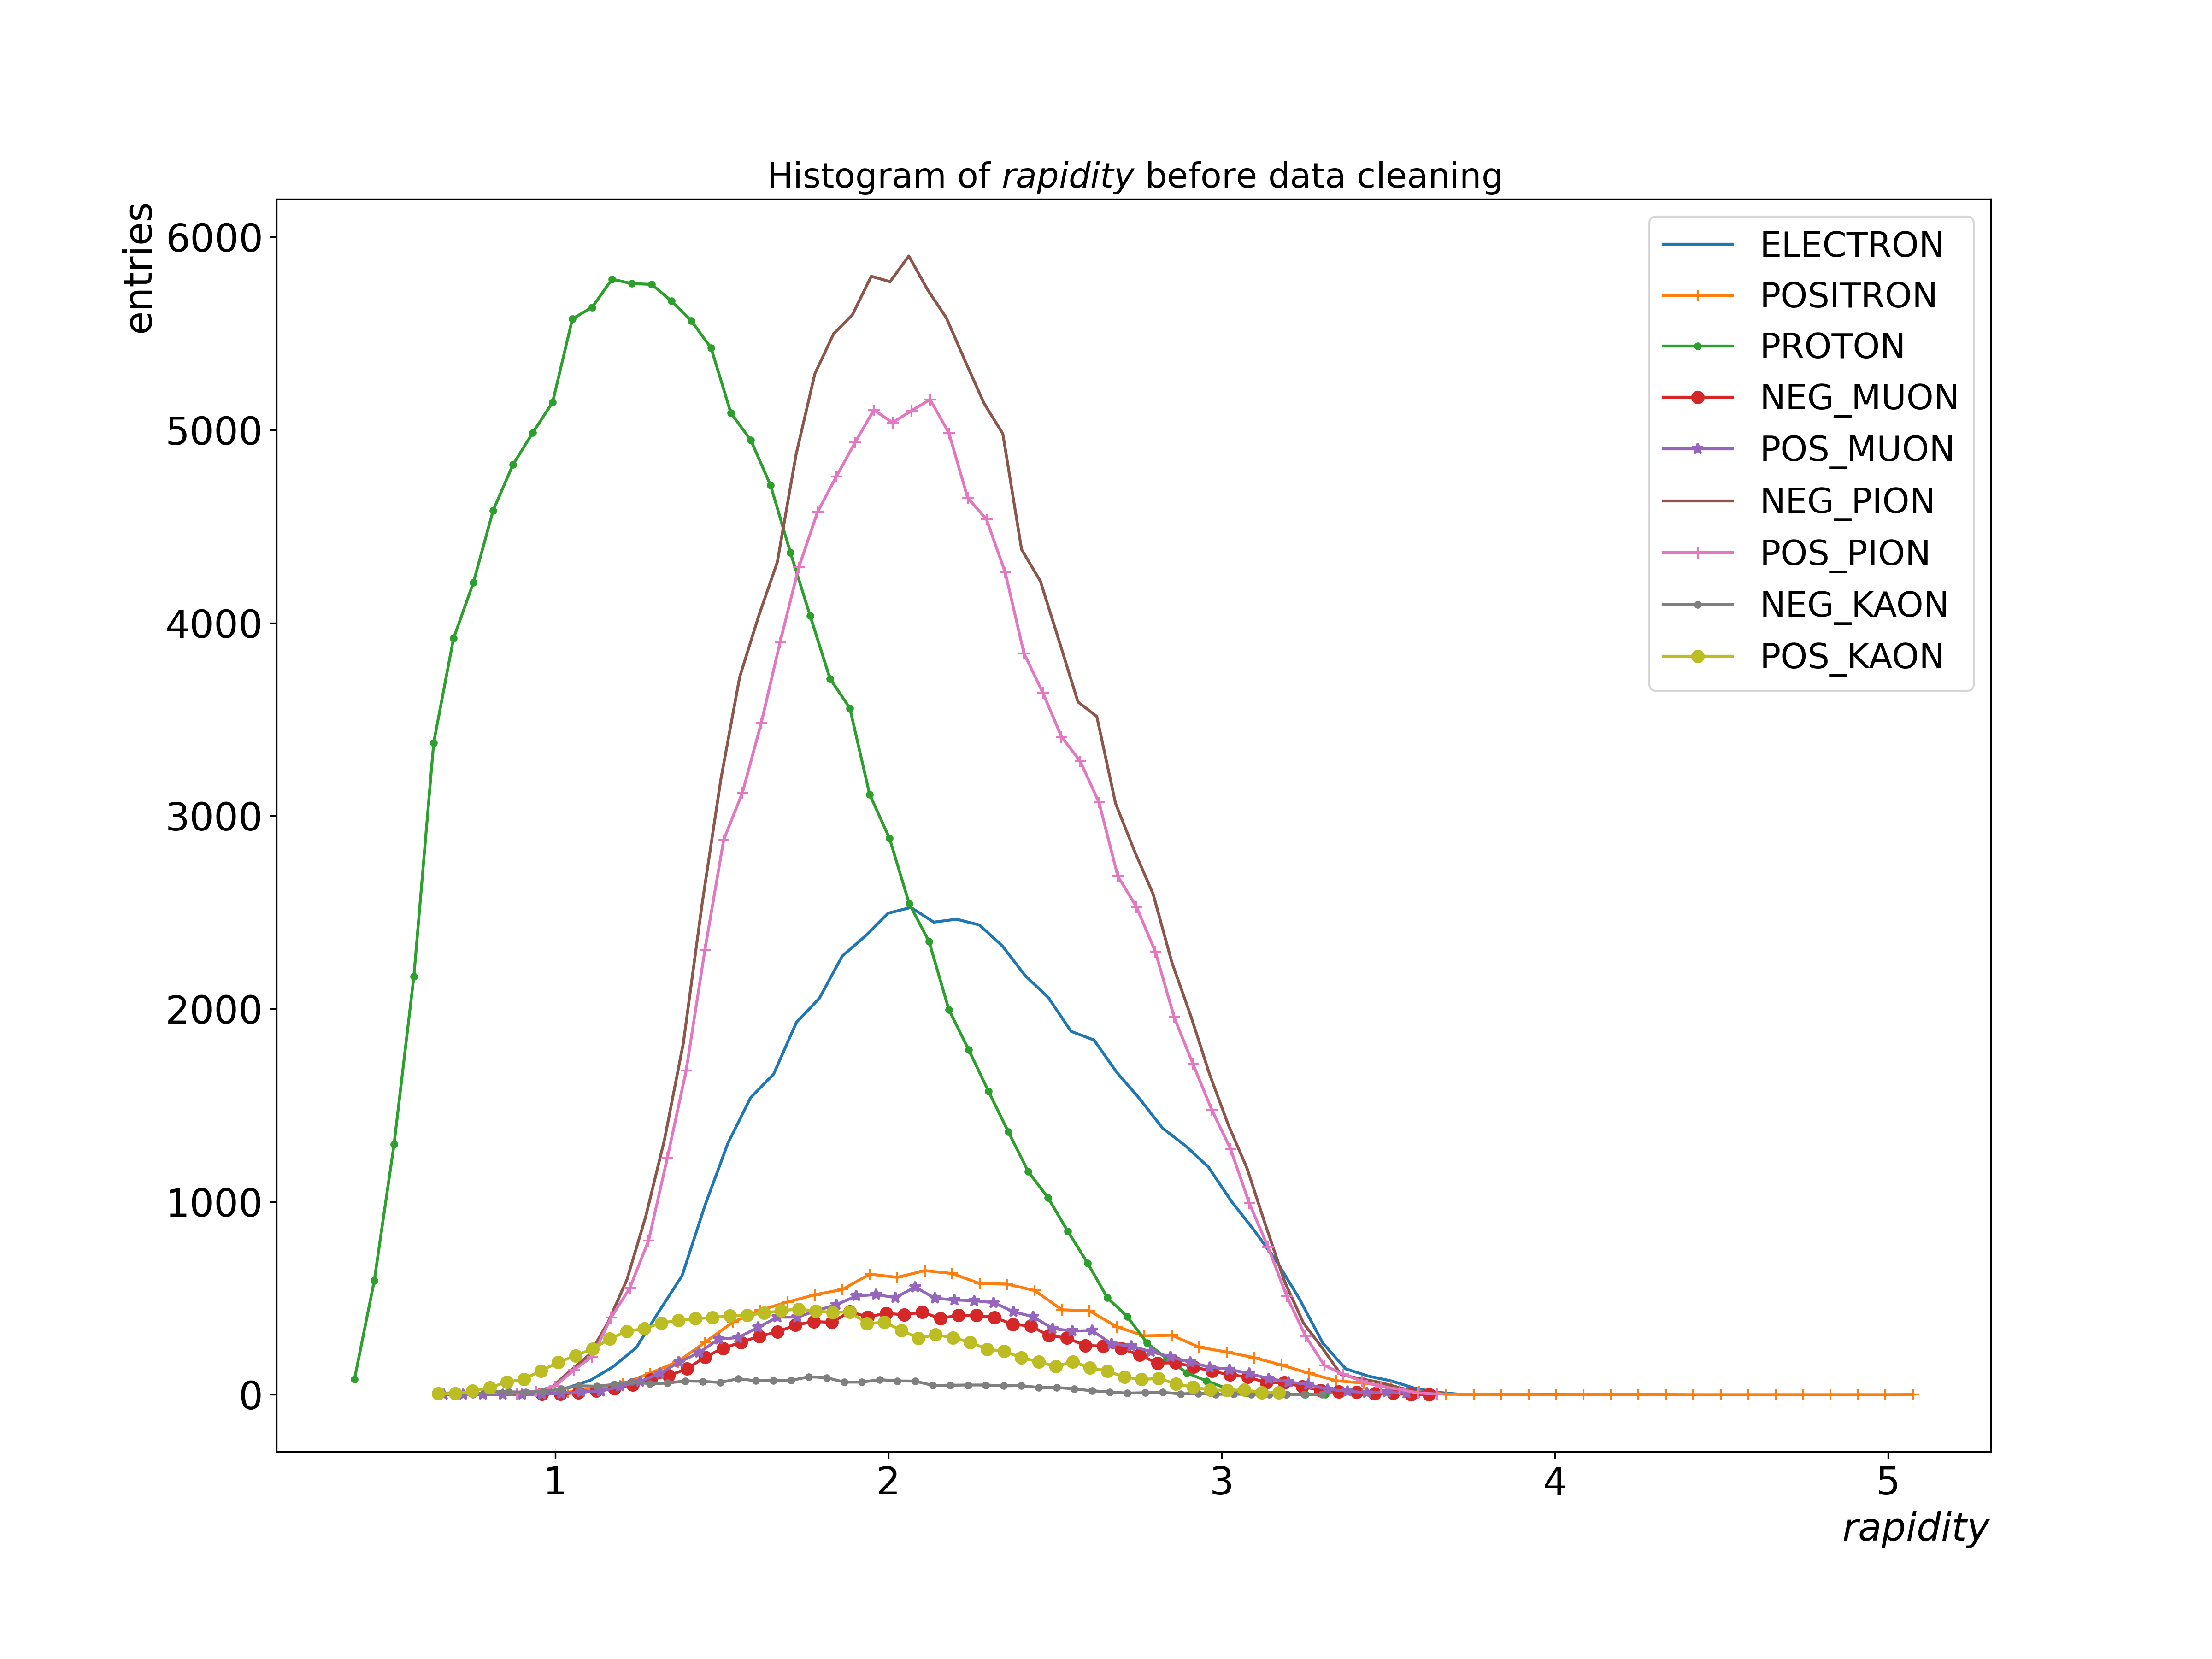 Histogram of rapidity before data cleaning
entries
6000
5000
4000
3000
2000
1000
0
ELECTRON
POSITRON
PROTON
NEG_MUON
POS_MUON
NEG_PION
POS_PION
NEG_KAON
POS_KAON
1 2 3 4 5
rapidity